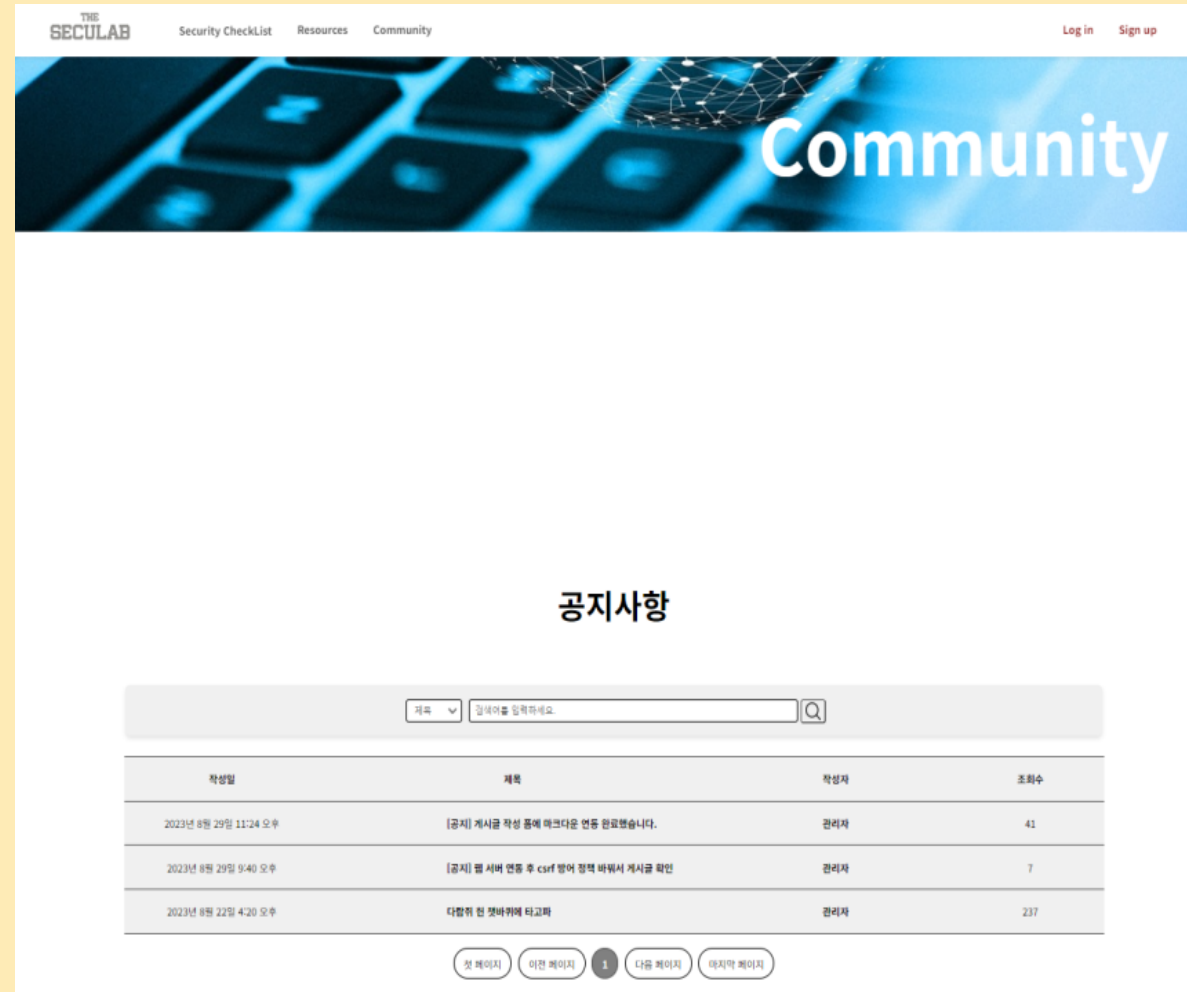 THE
SECULAB
Security CheckList Resources Community
Log in Sign up
Community
공지사항
제목 검색어를 입력하세요.
작성일 제목 작성자 조회수
2023년 8월 29일 11:24 오후 [공지] 게시글 작성 폼에 마크다운 연동 완료했습니다. 관리자 41
2023년 8월 29일 9:40 오후 [공지] 웹 서버 연동 후 csrf 방어 정책 바꿔서 게시글 확인 관리자 7
2023년 8월 22일 4:20 오후 다람쥐 헌 쳇바퀴에 타고파 관리자 237
첫 페이지 이전 페이지 1 다음 페이지 마지막 페이지